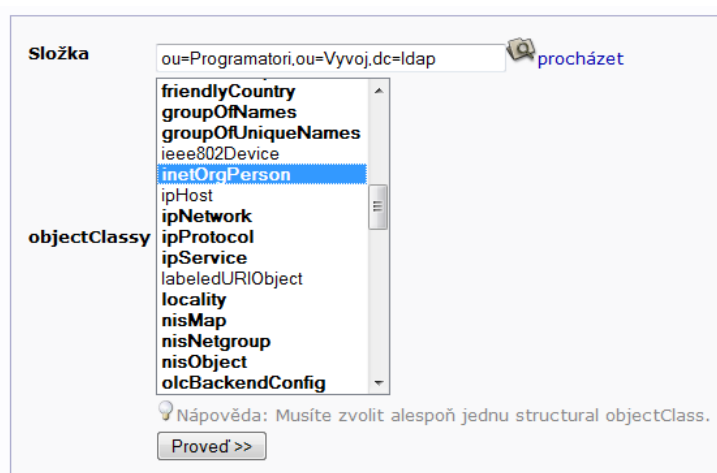 Složka
ou=Programatori,ou=Vyvoj,dc=ldap
procházet
objectClassy
friendlyCountry
groupOfNames
groupOfUniqueNames
ieee802Device
inetOrgPerson
ipHost
ipNetwork
ipProtocol
ipService
labeledURIObject
locality
nisMap
nisNetgroup
nisObject
olcBackendConfig
Nápověda: Musíte zvolit alespoň jednu structural objectClass.
Proveď >>